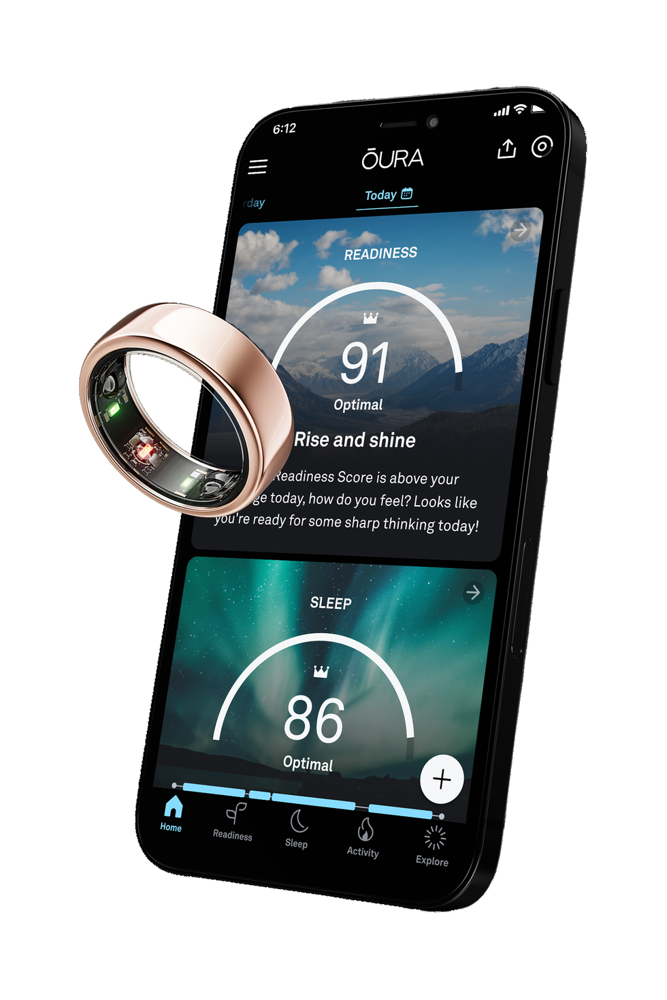 6:12
ŌURA
rday
Today
READINESS
91
Optimal
Rise and shine
Readiness Score is above your
ge today, how do you feel? Looks like
you're ready for some sharp thinking today!
SLEEP
86
Optimal
Home
Readiness
Sleep
Activity
Explore